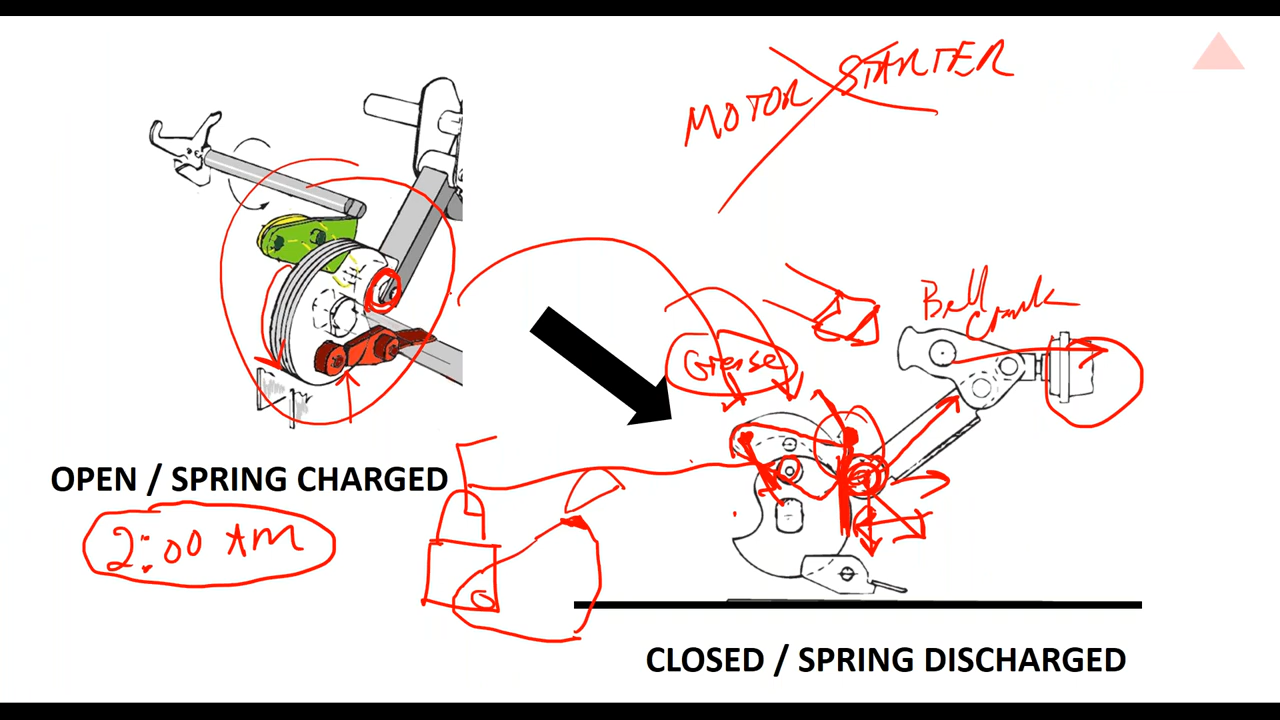 MOTOR STARTER
Bell
Crank
Grease
OPEN / SPRING CHARGED
2:00 AM
CLOSED / SPRING DISCHARGED